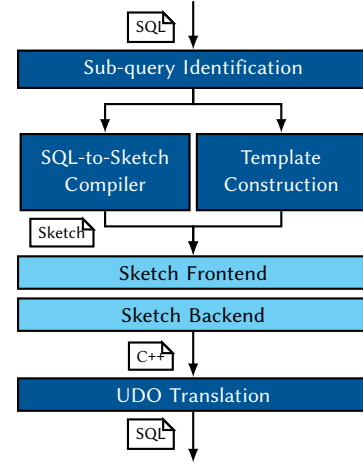 SQL
Sub-query Identification
SQL-to-Sketch
Compiler
Template
Construction
Sketch
Sketch Frontend
Sketch Backend
C++
UDO Translation
SQL